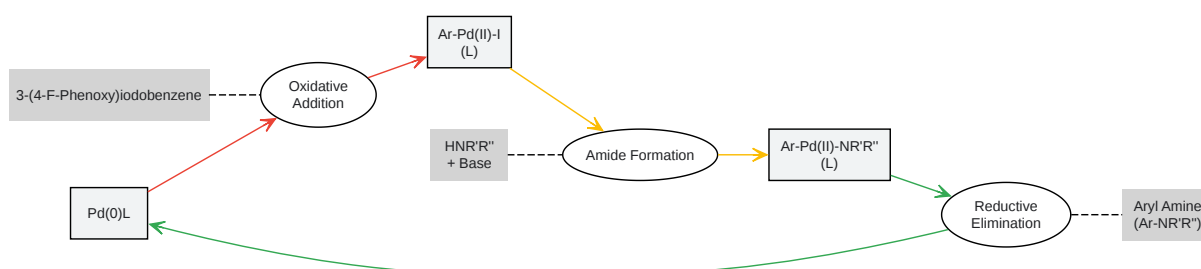 Ar-Pd(II)-I
(L)
3-(4-F-Phenoxy)iodobenzene
Oxidative
Addition
HNR'R''
+ Base
Amide Formation
Ar-Pd(II)-NR'R''
(L)
Pd(0)L
Reductive
Elimination
Aryl Amine
(Ar-NR'R'')